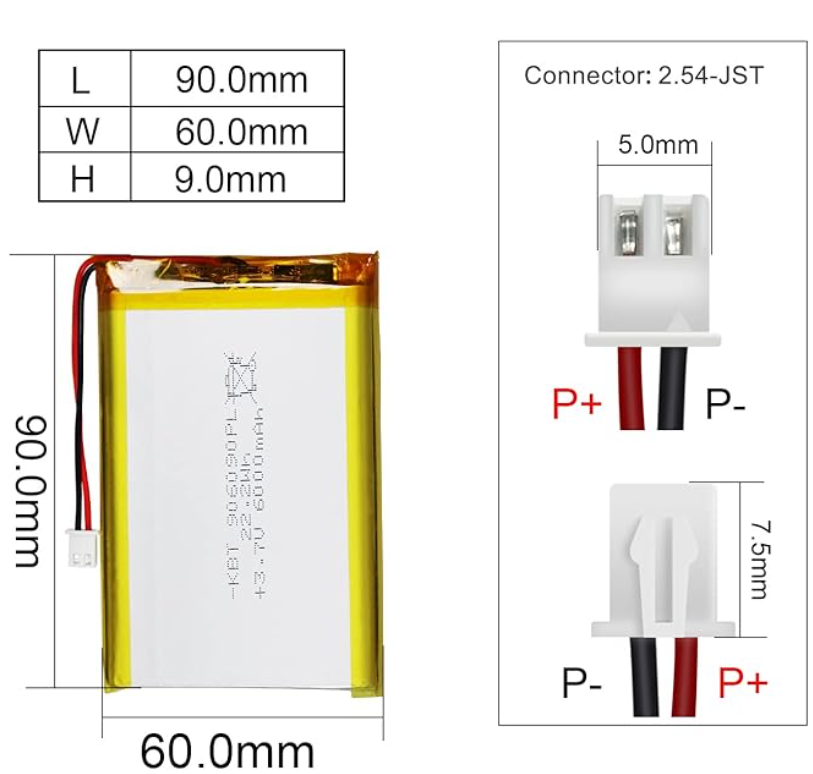 L 90.0mm
W 60.0mm
H 9.0mm
Connector: 2.54-JST
5.0mm
P+ P-
90.0mm
-KBT 906090PL
22.2Wh
+3.7V 6000mAh
7.5mm
P- P+
60.0mm